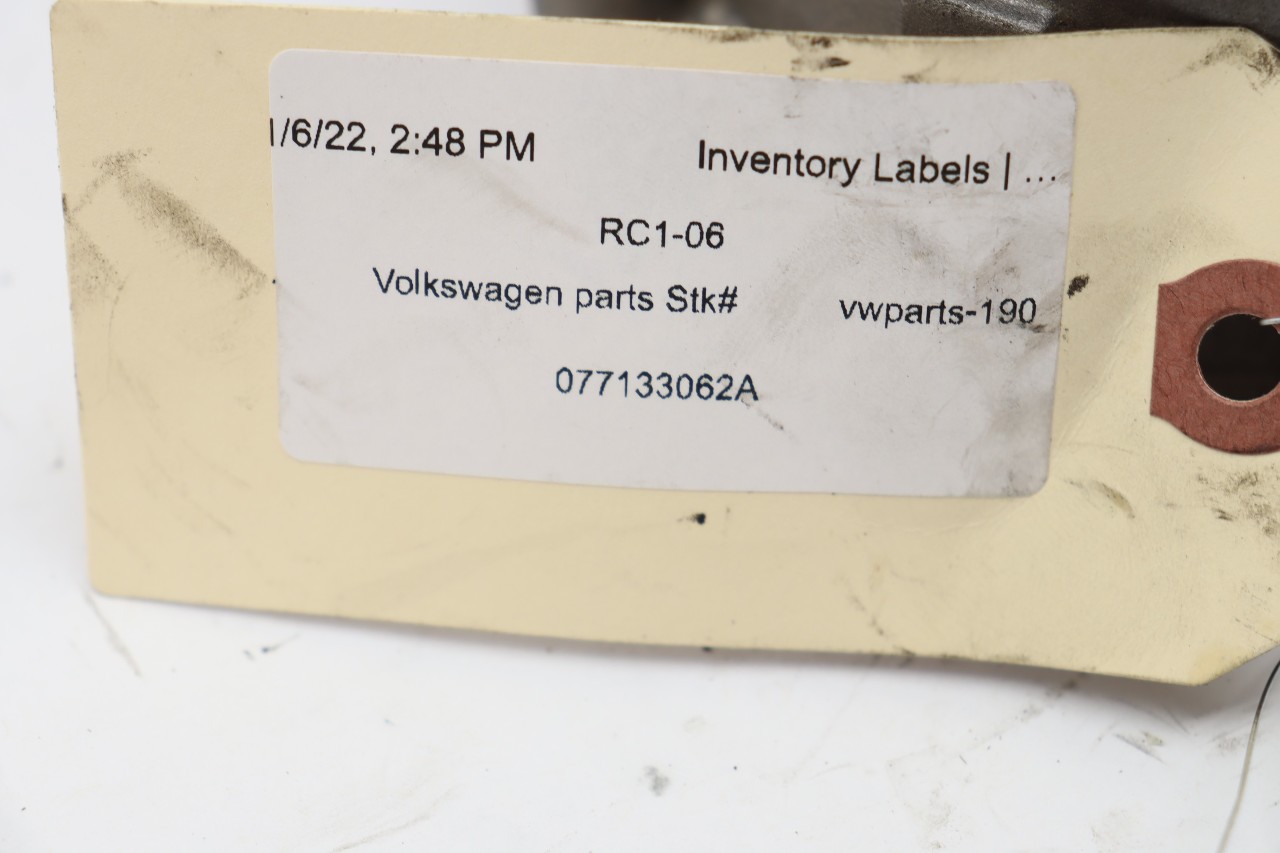 1/6/22, 2:48 PM Inventory Labels | ...
RC1-06
Volkswagen parts Stk# vwparts-190
077133062A